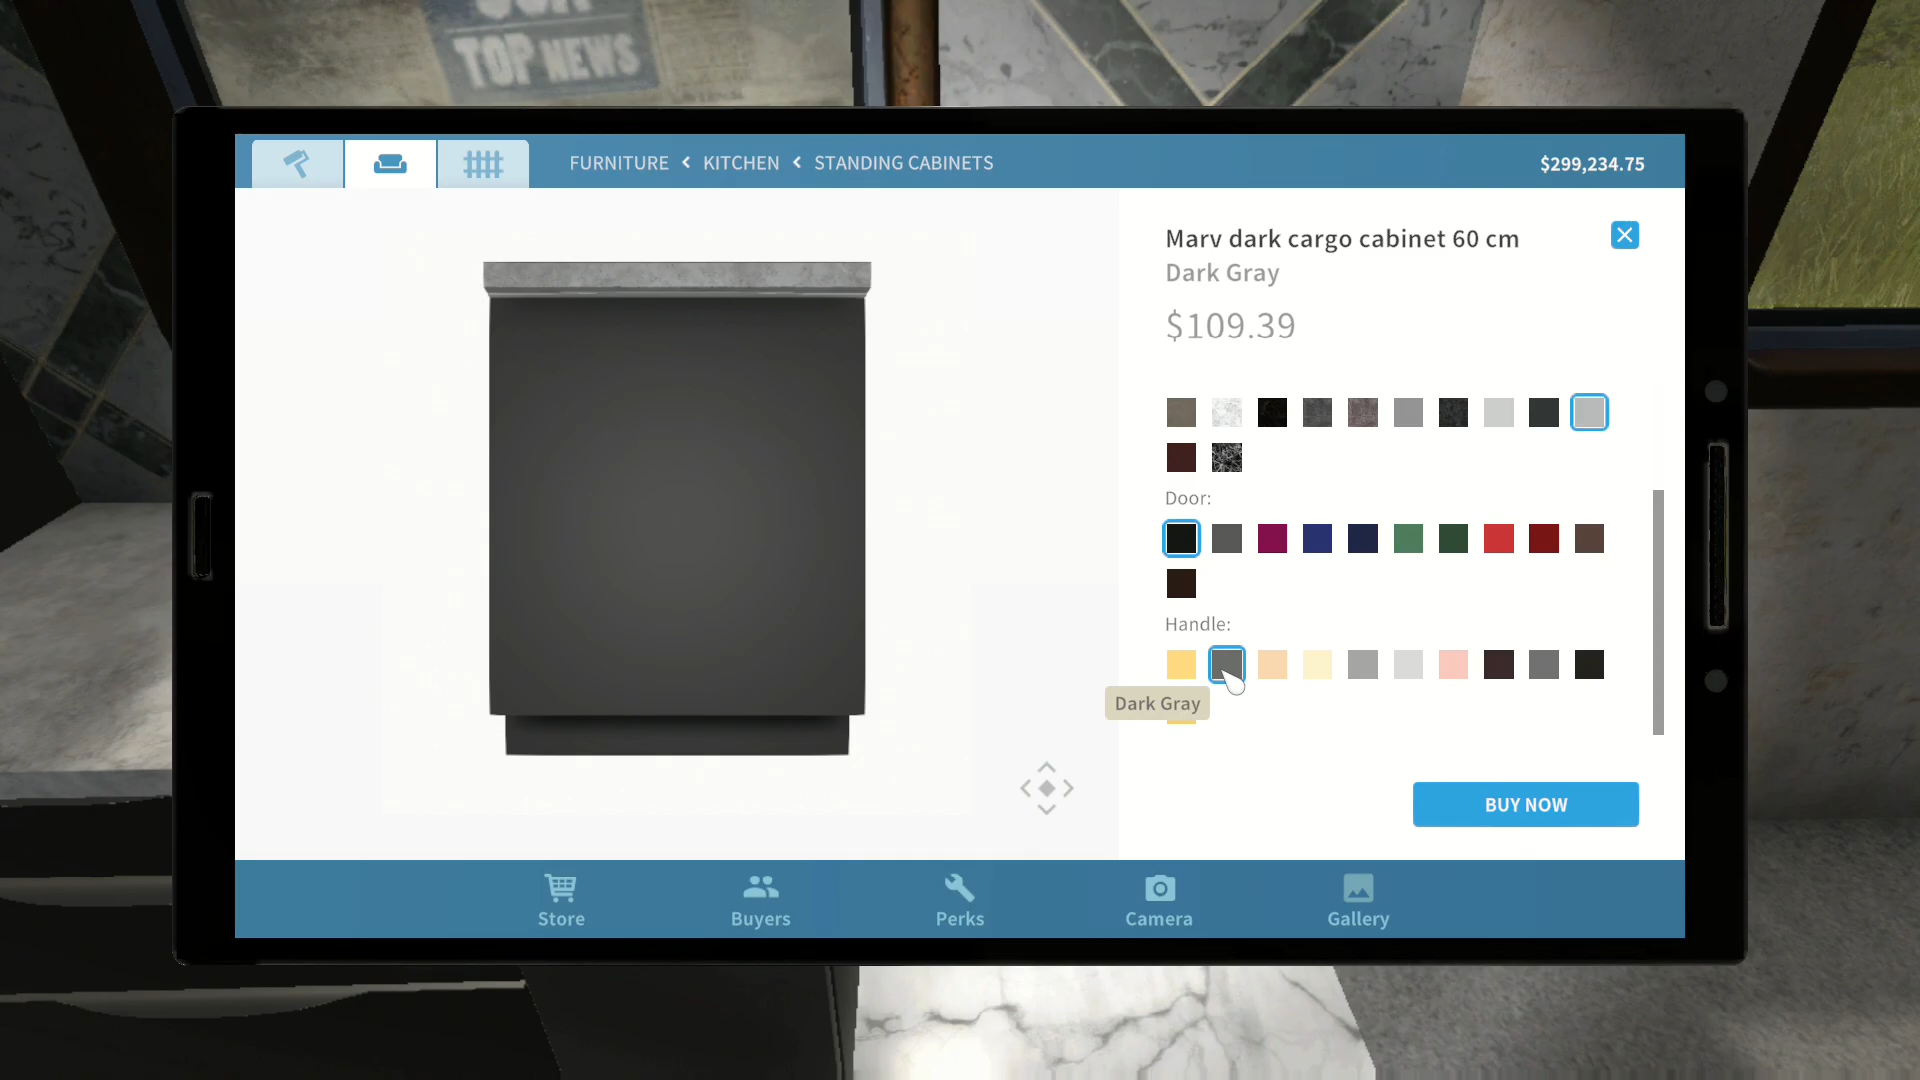 TOP NEWS
FURNITURE < KITCHEN < STANDING CABINETS
$299,234.75
Marv dark cargo cabinet 60 cm
Dark Gray
$109.39
Door:
Handle:
Dark Gray
BUY NOW
Store
Buyers
Perks
Camera
Gallery